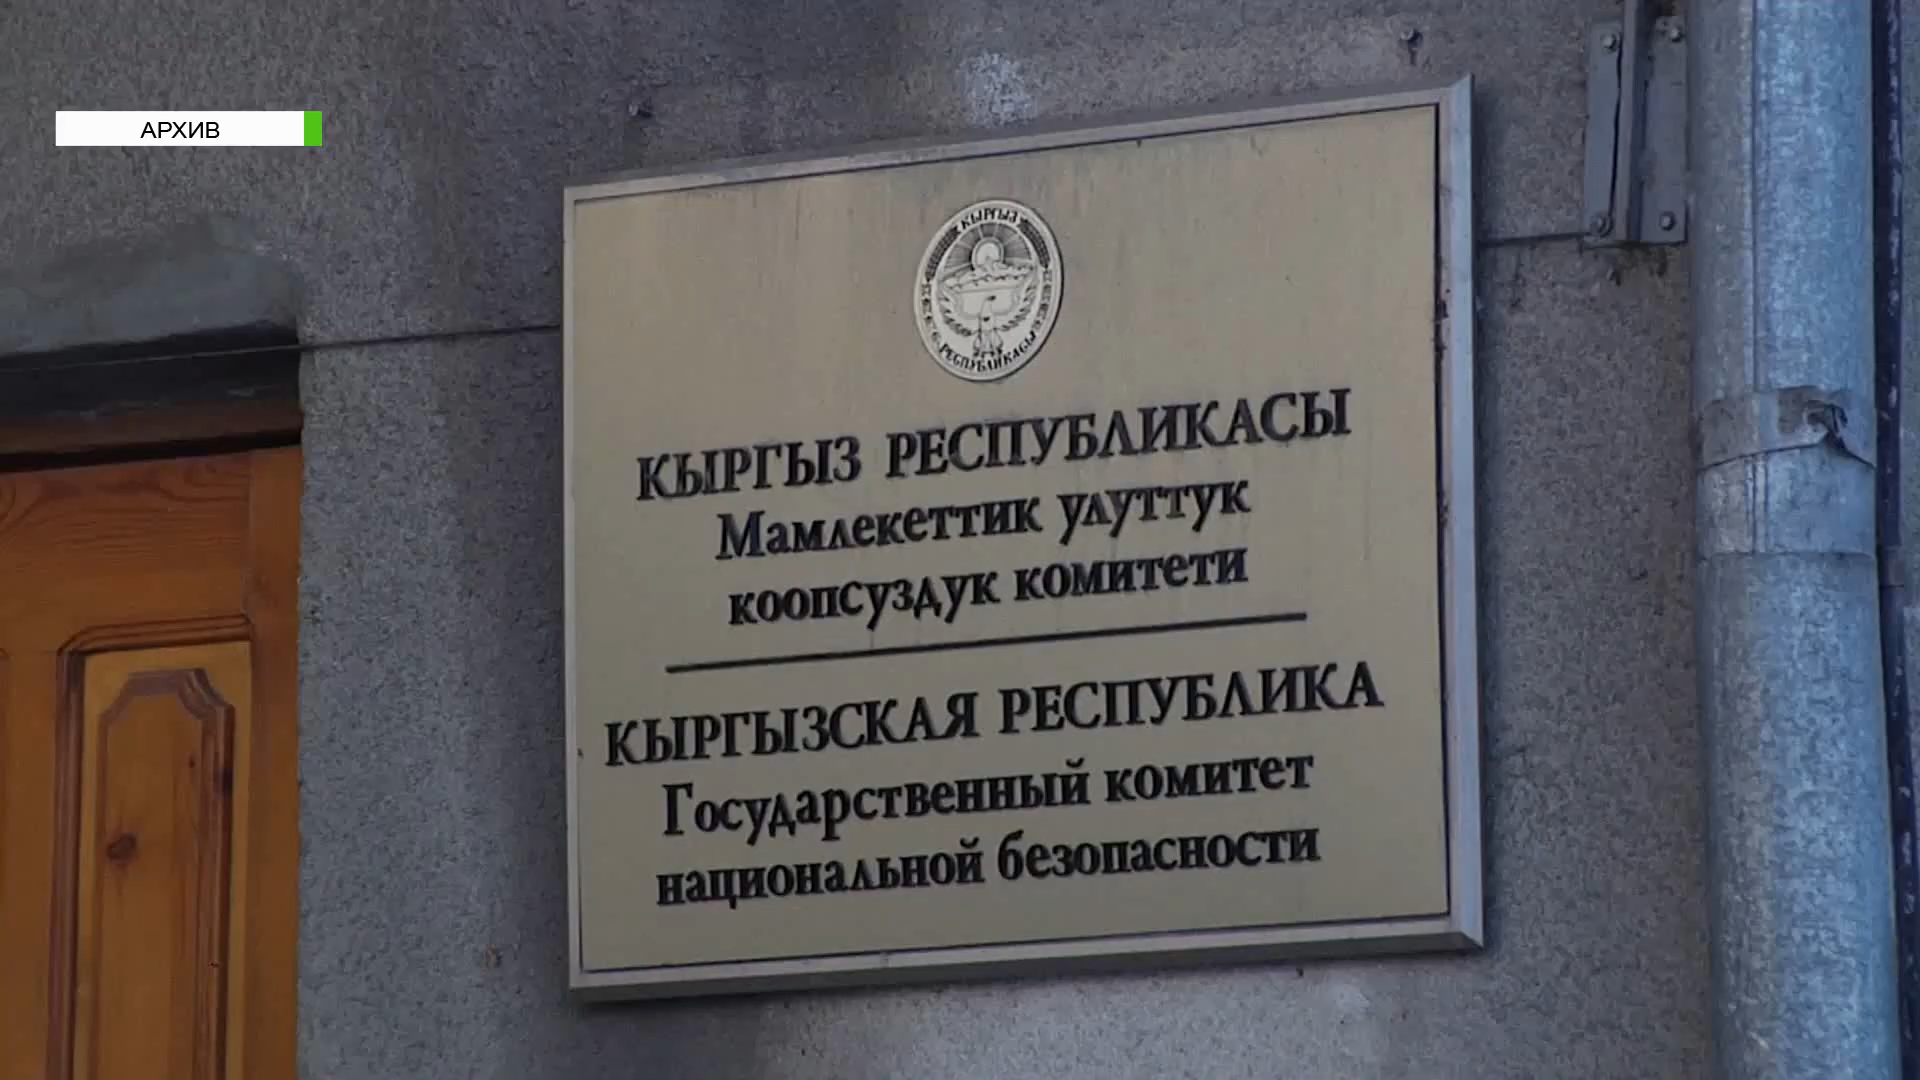 АРХИВ
КЫРГЫЗ
РЕСПУБЛИКАСЫ
КЫРГЫЗ РЕСПУБЛИКАСЫ
Мамлекеттик улуттук
коопсуздук комитети
КЫРГЫЗСКАЯ РЕСПУБЛИКА
Государственный комитет
национальной безопасности